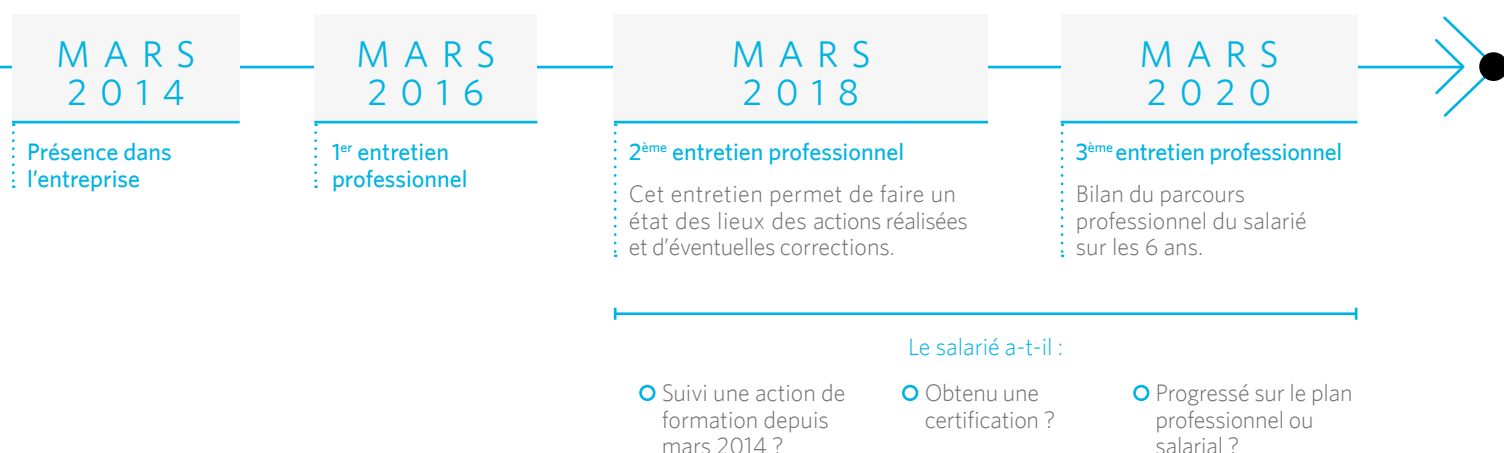 MARS
2014
Présence dans
l'entreprise
MARS
2016
1er entretien
professionnel
MARS
2018
2ème entretien professionnel
Cet entretien permet de faire un
état des lieux des actions réalisées
et d'éventuelles corrections.
MARS
2020
3ème entretien professionnel
Bilan du parcours
professionnel du salarié
sur les 6 ans.
Le salarié a-t-il :
Suivi une action de
formation depuis
mars 2014 ?
Obtenu une
certification ?
Progressé sur le plan
professionnel ou
salarial ?